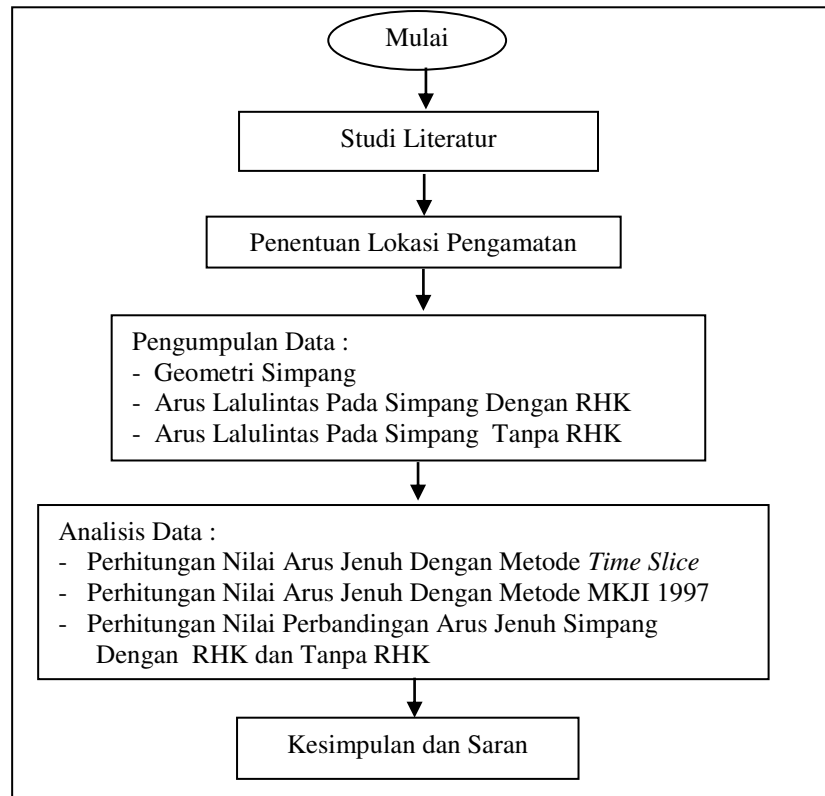 Mulai
Studi Literatur
Penentuan Lokasi Pengamatan
Pengumpulan Data :
- Geometri Simpang
- Arus Lalulintas Pada Simpang Dengan RHK
- Arus Lalulintas Pada Simpang Tanpa RHK
Analisis Data :
- Perhitungan Nilai Arus Jenuh Dengan Metode Time Slice
- Perhitungan Nilai Arus Jenuh Dengan Metode MKJI 1997
- Perhitungan Nilai Perbandingan Arus Jenuh Simpang
Dengan RHK dan Tanpa RHK
Kesimpulan dan Saran